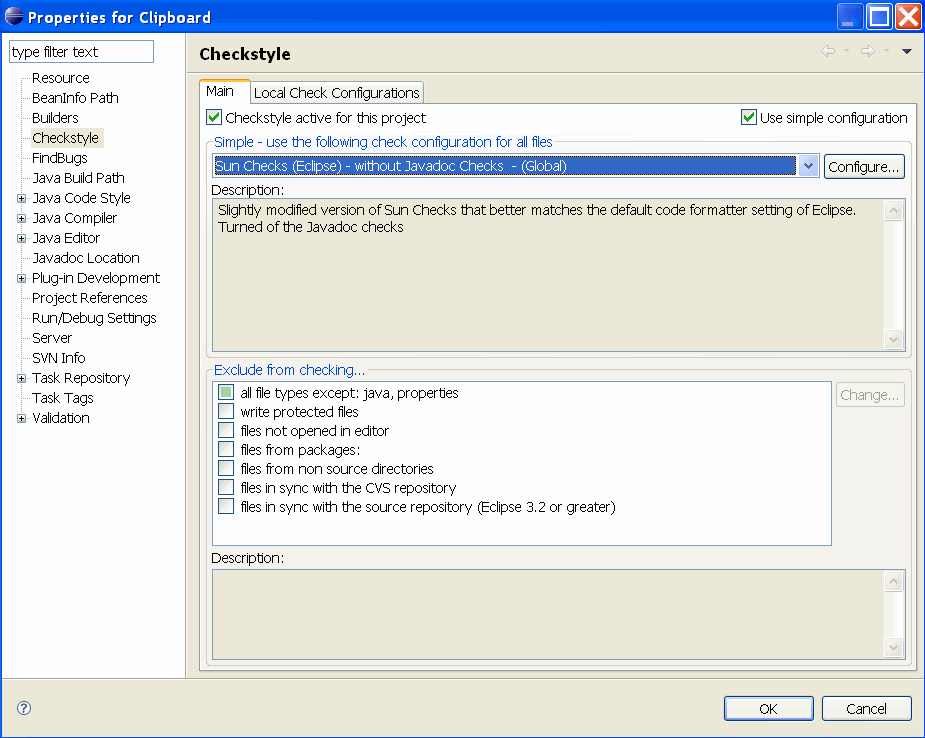 Properties for Clipboard
type filter text
Resource
BeanInfo Path
Builders
Checkstyle
FindBugs
Java Build Path
Java Code Style
Java Compiler
Java Editor
Javadoc Location
Plug-in Development
Project References
Run/Debug Settings
Server
SVN Info
Task Repository
Task Tags
Validation
Checkstyle
Main
Local Check Configurations
Checkstyle active for this project
Use simple configuration
Simple - use the following check configuration for all files
Sun Checks (Eclipse) - without Javadoc Checks - (Global)
Configure...
Description:
Slightly modified version of Sun Checks that better matches the default code formatter setting of Eclipse.
Turned of the Javadoc checks
Exclude from checking...
all file types except: java, properties
write protected files
files not opened in editor
files from packages:
files from non source directories
files in sync with the CVS repository
files in sync with the source repository (Eclipse 3.2 or greater)
Change...
Description:
?
OK
Cancel